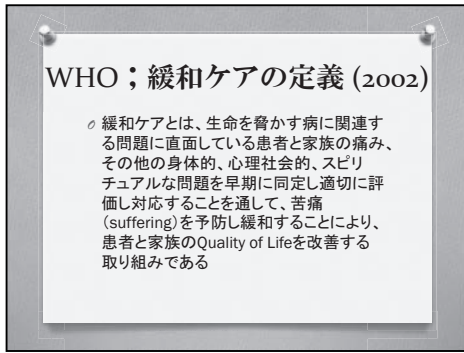 WHO；緩和ケアの定義 (2002)
緩和ケアとは、生命を脅かす病に関連す
る問題に直面している患者と家族の痛み、
その他の身体的、心理社会的、スピリ
チュアルな問題を早期に同定し適切に評
価し対応することを通して、苦痛
(suffering)を予防し緩和することにより、
患者と家族のQuality of Lifeを改善する
取り組みである